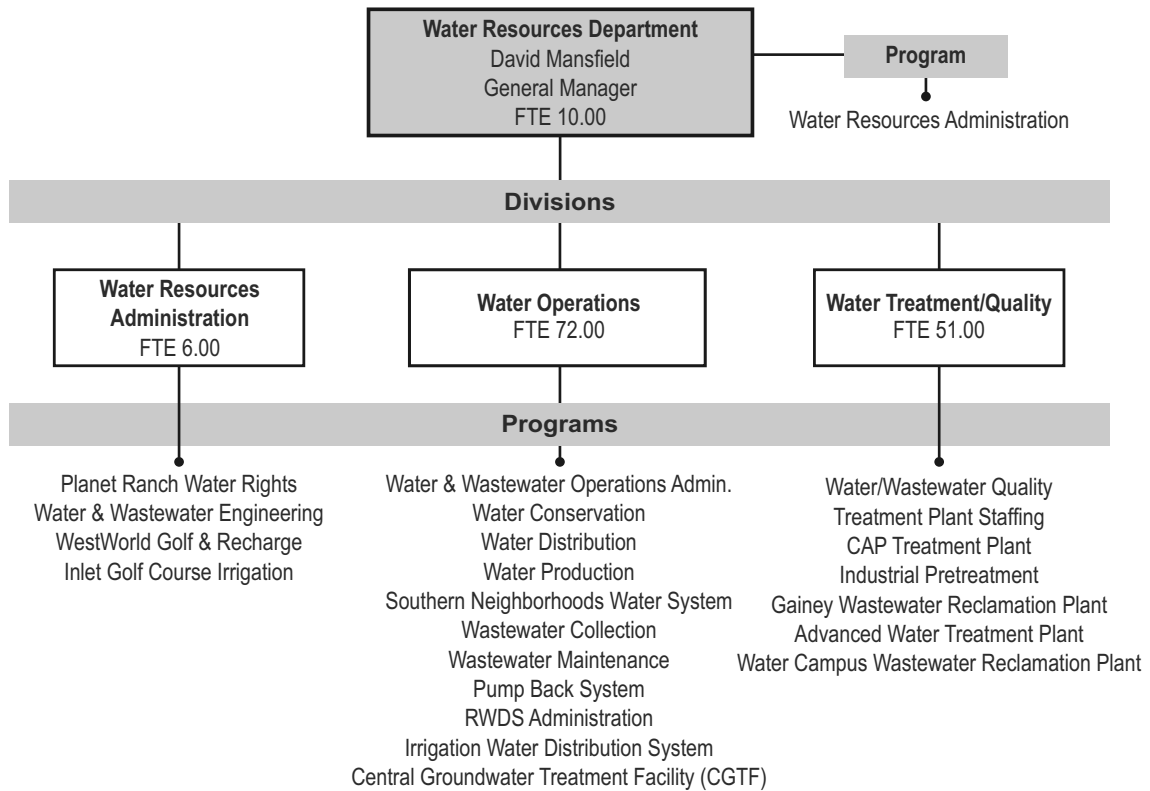 Water Resources Department
David Mansfield
General Manager
FTE 10.00
Program
Water Resources Administration
Divisions
Water Resources
Administration
FTE 6.00
Water Operations
FTE 72.00
Water Treatment/Quality
FTE 51.00
Programs
Planet Ranch Water Rights
Water & Wastewater Engineering
WestWorld Golf & Recharge
Inlet Golf Course Irrigation
Water & Wastewater Operations Admin.
Water Conservation
Water Distribution
Water Production
Southern Neighborhoods Water System
Wastewater Collection
Wastewater Maintenance
Pump Back System
RWDS Administration
Irrigation Water Distribution System
Central Groundwater Treatment Facility (CGTF)
Water/Wastewater Quality
Treatment Plant Staffing
CAP Treatment Plant
Industrial Pretreatment
Gainey Wastewater Reclamation Plant
Advanced Water Treatment Plant
Water Campus Wastewater Reclamation Plant